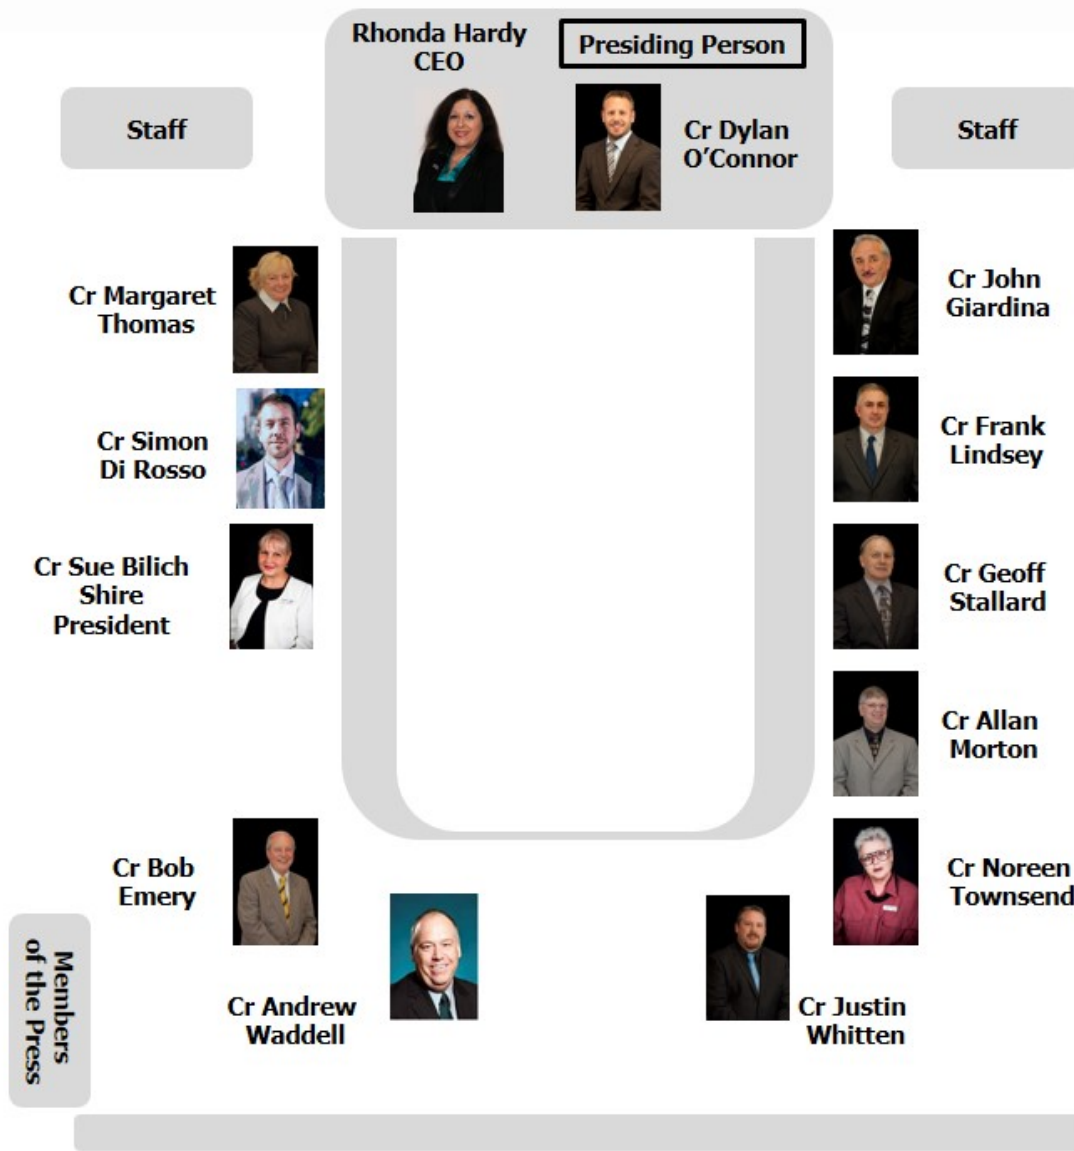 Rhonda Hardy
CEO
Presiding Person
Cr Dylan
O'Connor
Staff
Staff
Cr Margaret
Thomas
Cr John
Giardina
Cr Simon
Di Rosso
Cr Frank
Lindsey
Cr Sue Bilich
Shire
President
Cr Geoff
Stallard
Cr Allan
Morton
Cr Bob
Emery
Cr Noreen
Townsend
Members
of the Press
Cr Andrew
Waddell
Cr Justin
Whitten